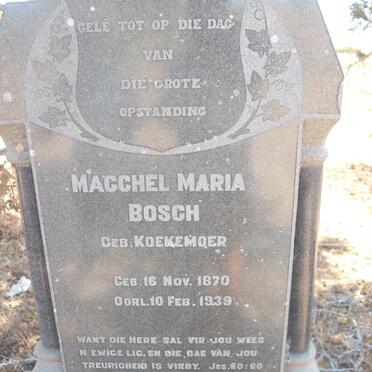 GELÊ TOT OP DIE DAG
VAN
DIE GROTE
OPSTANDING
MACCHEL MARIA
BOSCH
GEB. KOEKEMOER
GEB. 16 NOV. 1870
OORL. 10 FEB. 1939
WANT DIE HERE SAL VIR JOU WEES
'N EWIGE LIG, EN DIE DAE VAN JOU
TREURIGHEID IS VIRBY. JES. 60:20